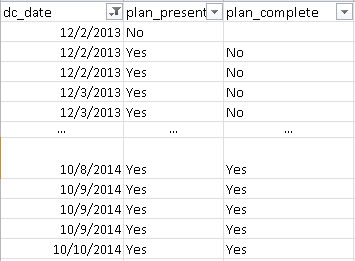 dc_date plan_present plan_complete
12/2/2013 No
12/2/2013 Yes No
12/2/2013 Yes No
12/3/2013 Yes No
12/3/2013 Yes No
... ... ...
10/8/2014 Yes Yes
10/9/2014 Yes Yes
10/9/2014 Yes Yes
10/9/2014 Yes Yes
10/10/2014 Yes Yes